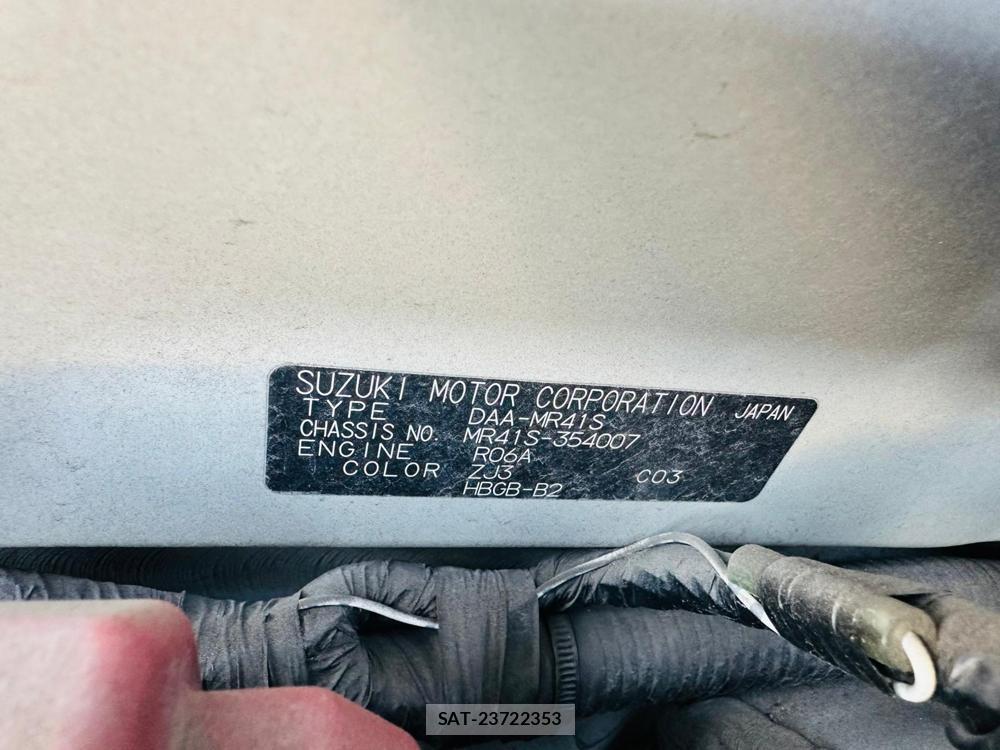 SUZUKI MOTOR CORPORATION JAPAN
TYPE DAA-MR41S
CHASSIS NO. MR41S-354007
ENGINE R06A
COLOR ZJ3 C03
HBGB-B2
SAT-23722353